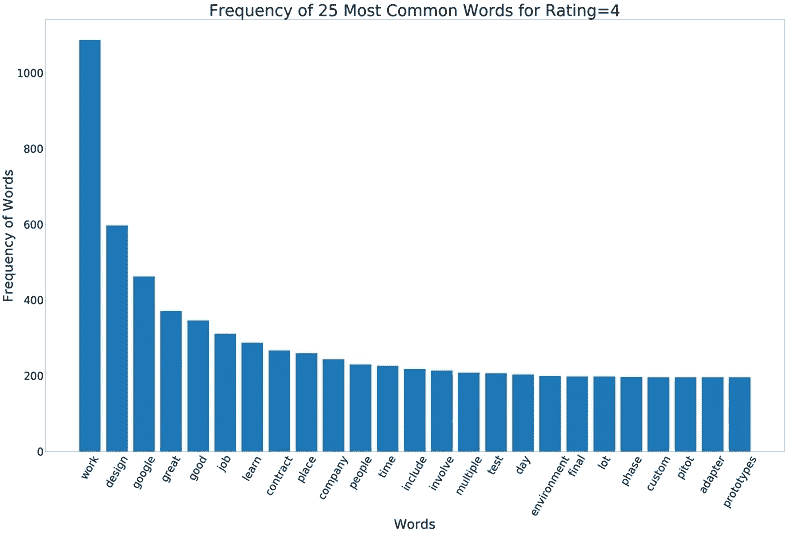 Frequency of 25 Most Common Words for Rating=4
Frequency of Words
1000
800
600
400
200
0
work
design
google
great
good
job
learn
contract
place
company
people
time
include
involve
multiple
test
day
environment
final
lot
phase
custom
pitot
adapter
prototypes
Words